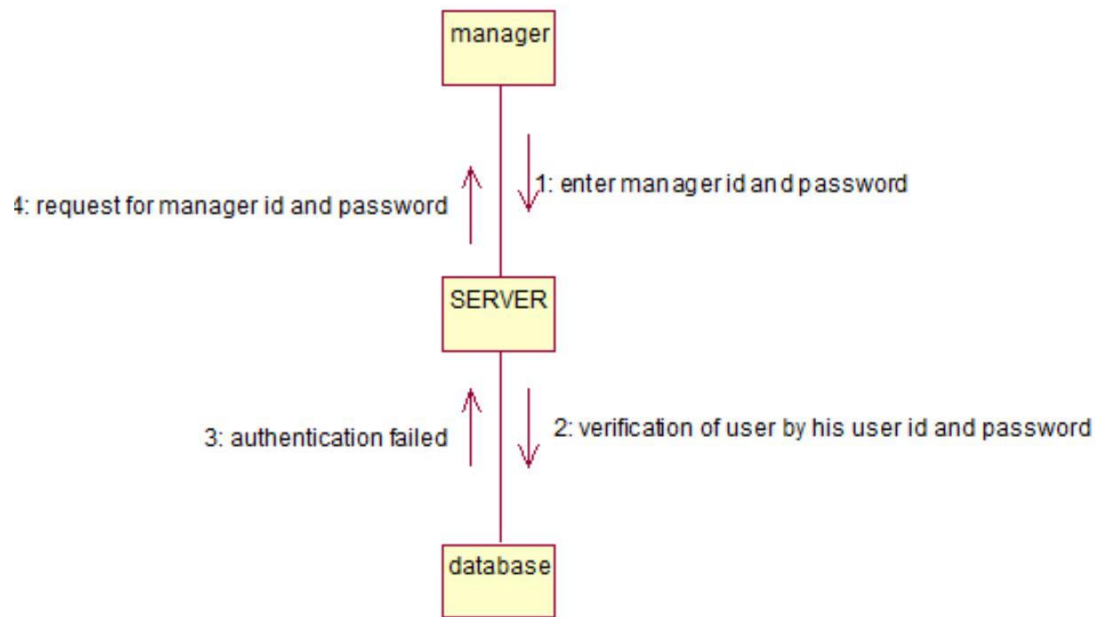 manager
1: enter manager id and password
4: request for manager id and password
SERVER
2: verification of user by his user id and password
3: authentication failed
database